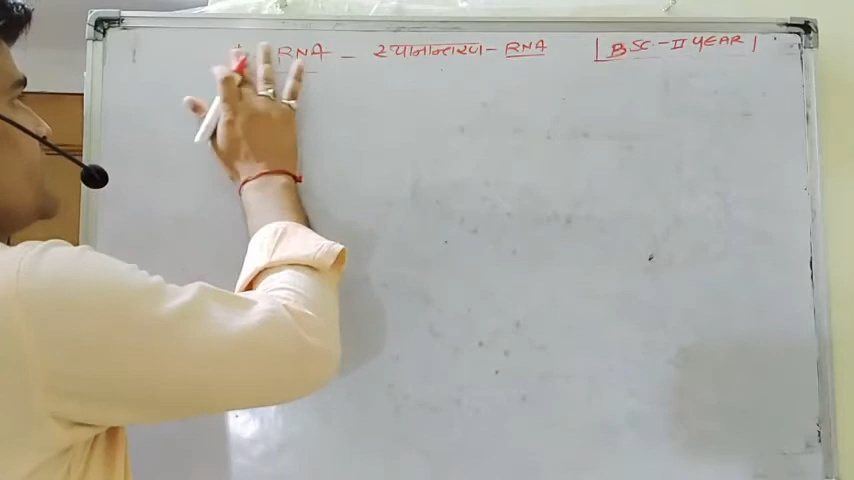 RNA - स्थानान्तरण - RNA | BSC - II YEAR |